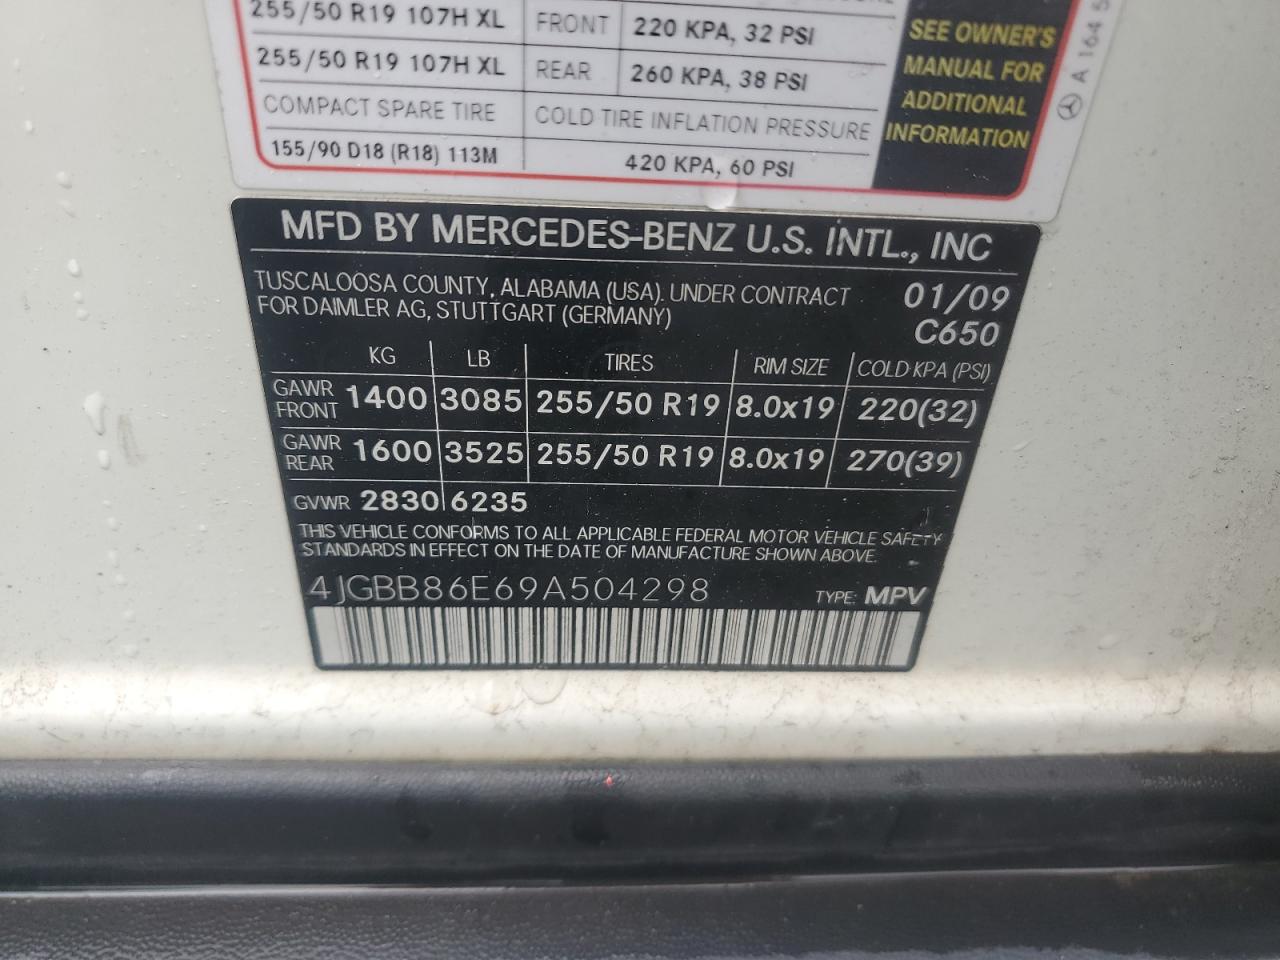 255/50 R19 107H XL FRONT 220 KPA, 32 PSI
255/50 R19 107H XL REAR 260 KPA, 38 PSI
COMPACT SPARE TIRE COLD TIRE INFLATION PRESSURE
155/90 D18 (R18) 113M 420 KPA, 60 PSI
SEE OWNER'S
MANUAL FOR
ADDITIONAL
INFORMATION
A 164 5
MFD BY MERCEDES-BENZ U.S. INTL., INC
TUSCALOOSA COUNTY, ALABAMA (USA). UNDER CONTRACT 01/09
FOR DAIMLER AG, STUTTGART (GERMANY) C650
KG LB TIRES RIM SIZE COLD KPA (PSI)
GAWR FRONT 1400 3085 255/50 R19 8.0x19 220(32)
GAWR REAR 1600 3525 255/50 R19 8.0x19 270(39)
GVWR 2830 6235
THIS VEHICLE CONFORMS TO ALL APPLICABLE FEDERAL MOTOR VEHICLE SAFETY
STANDARDS IN EFFECT ON THE DATE OF MANUFACTURE SHOWN ABOVE.
4JGBB86E69A504298 TYPE: MPV